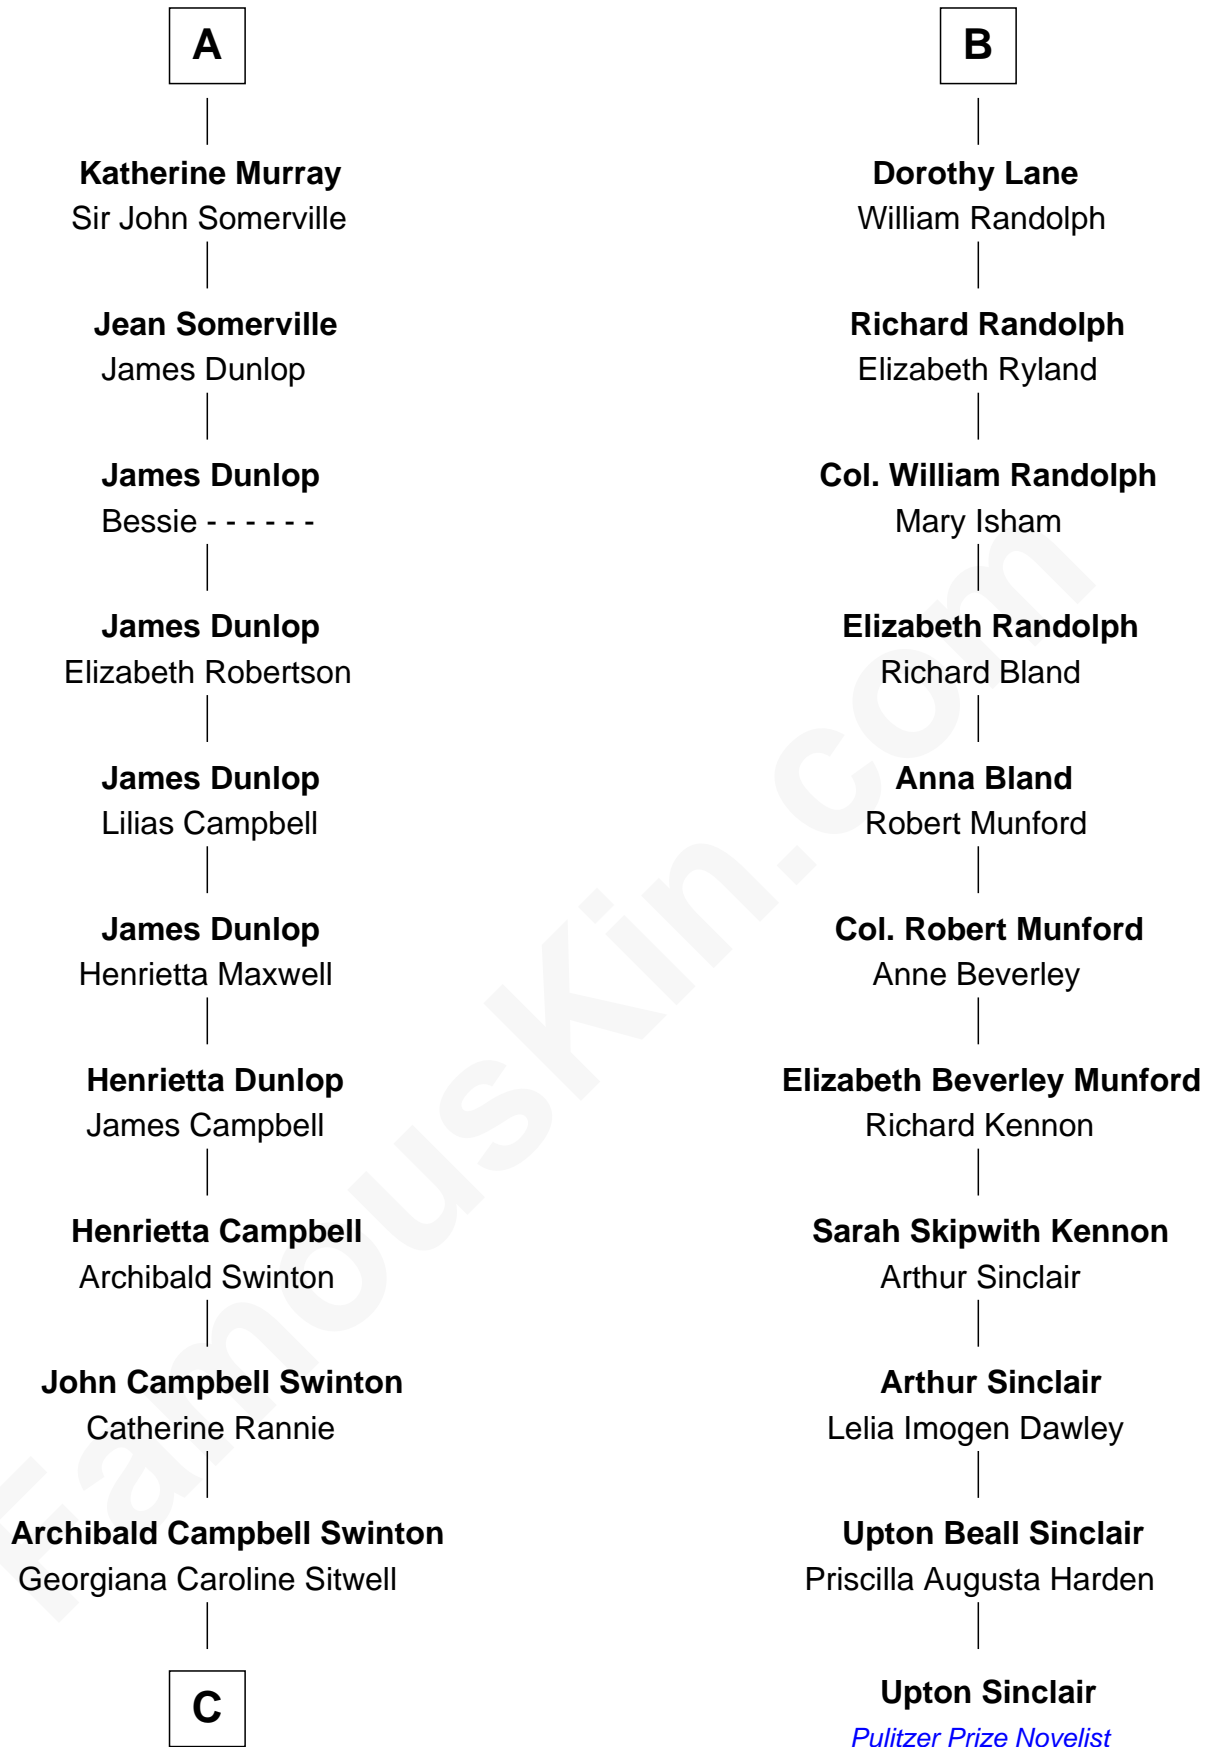 A
Katherine Murray
Sir John Somerville
Jean Somerville
James Dunlop
James Dunlop
Bessie - - - - - -
James Dunlop
Elizabeth Robertson
James Dunlop
Lilias Campbell
James Dunlop
Henrietta Maxwell
Henrietta Dunlop
James Campbell
Henrietta Campbell
Archibald Swinton
John Campbell Swinton
Catherine Rannie
Archibald Campbell Swinton
Georgiana Caroline Sitwell
C
B
Dorothy Lane
William Randolph
Richard Randolph
Elizabeth Ryland
Col. William Randolph
Mary Isham
Elizabeth Randolph
Richard Bland
Anna Bland
Robert Munford
Col. Robert Munford
Anne Beverley
Elizabeth Beverley Munford
Richard Kennon
Sarah Skipwith Kennon
Arthur Sinclair
Arthur Sinclair
Lelia Imogen Dawley
Upton Beall Sinclair
Priscilla Augusta Harden
Upton Sinclair
Pulitzer Prize Novelist
FamousKin.com